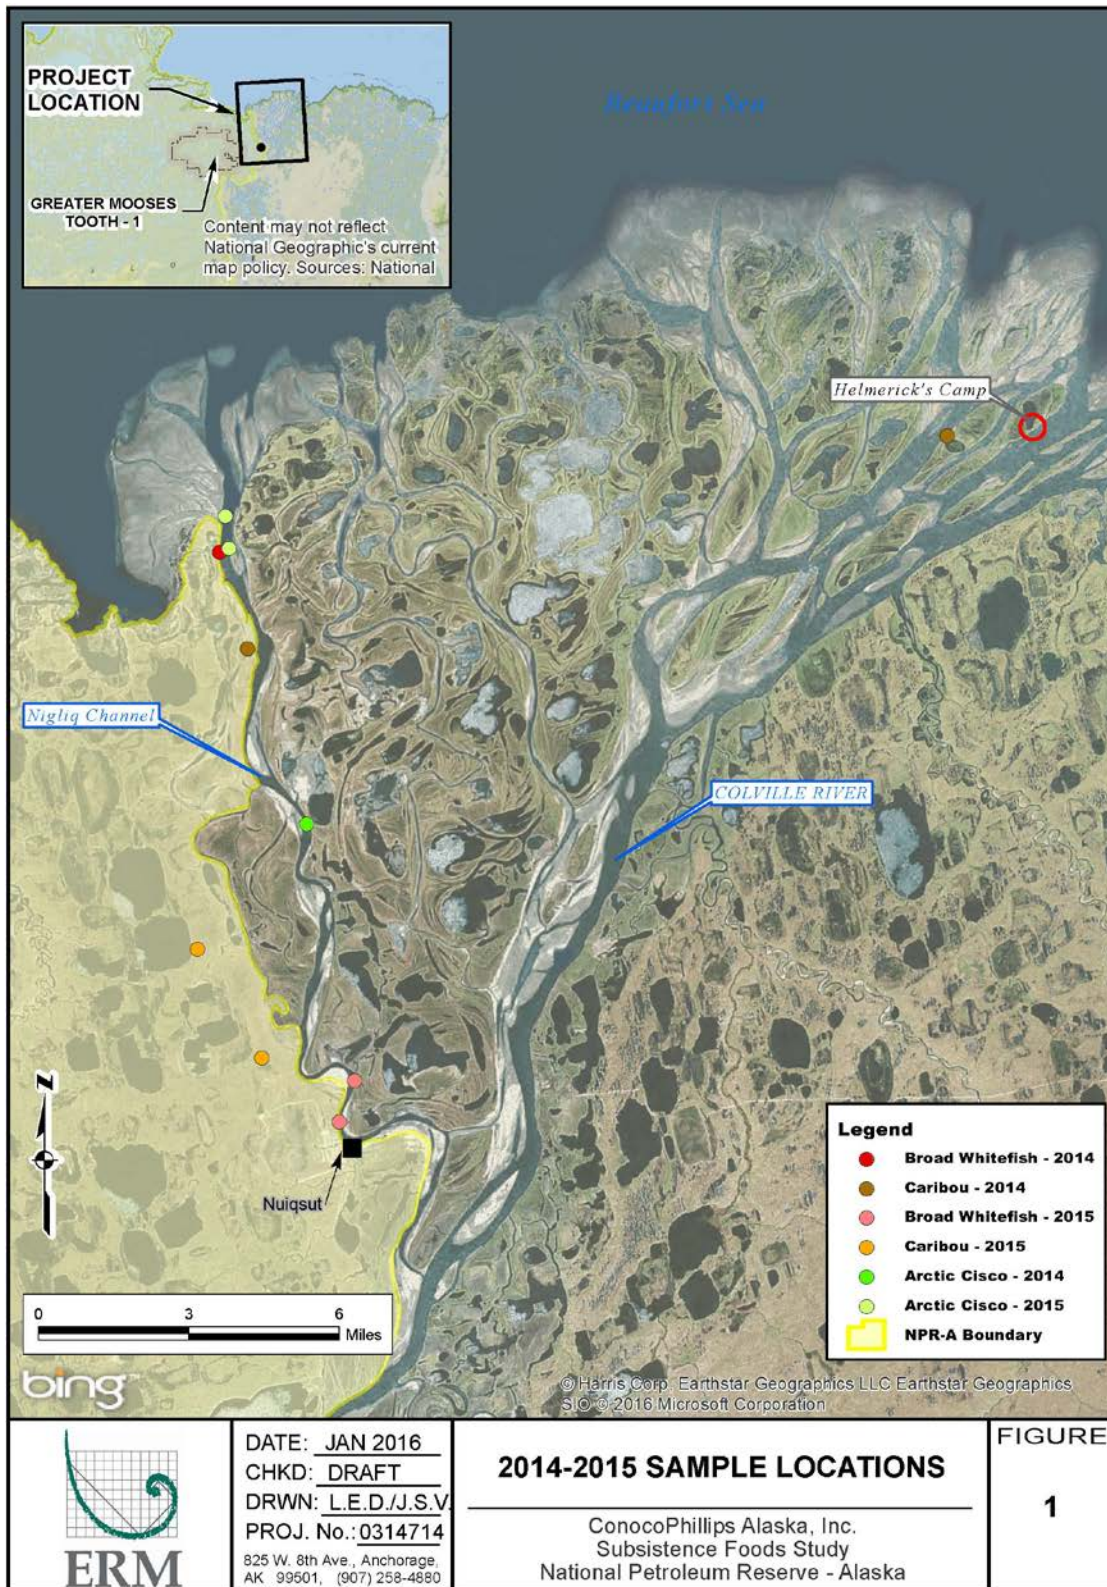 PROJECT
LOCATION
GREATER MOOSES
TOOTH - 1
Content may not reflect
National Geographic's current
map policy. Sources: National
Beaufort Sea
Helmerick's Camp
Nigliq Channel
COLVILLE RIVER
N
Nuiqsut
0 3 6
Miles
Legend
Broad Whitefish - 2014
Caribou - 2014
Broad Whitefish - 2015
Caribou - 2015
Arctic Cisco - 2014
Arctic Cisco - 2015
NPR-A Boundary
bing
© Harris Corp, Earthstar Geographics LLC Earthstar Geographics
SIO © 2016 Microsoft Corporation
ERM
DATE: JAN 2016
CHKD: DRAFT
DRWN: L.E.D./J.S.V.
PROJ. No.: 0314714
825 W. 8th Ave., Anchorage,
AK 99501, (907) 258-4880
2014-2015 SAMPLE LOCATIONS
ConocoPhillips Alaska, Inc.
Subsistence Foods Study
National Petroleum Reserve - Alaska
FIGURE
1